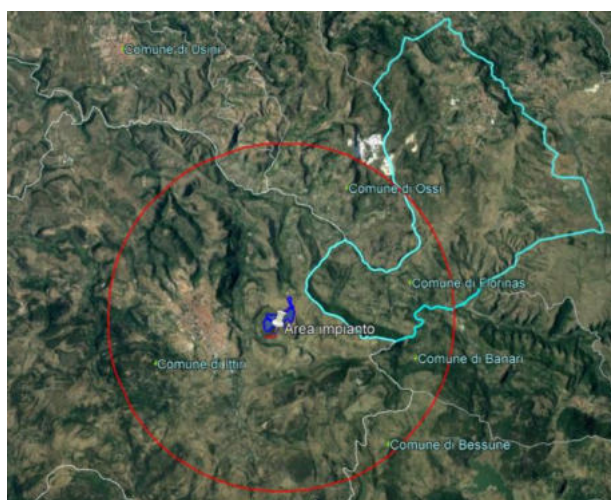 Comune di Usini
Comune di Ossi
Comune di Florinas
Area impianto
Comune di Banari
Comune di Ittiri
Comune di Bessune